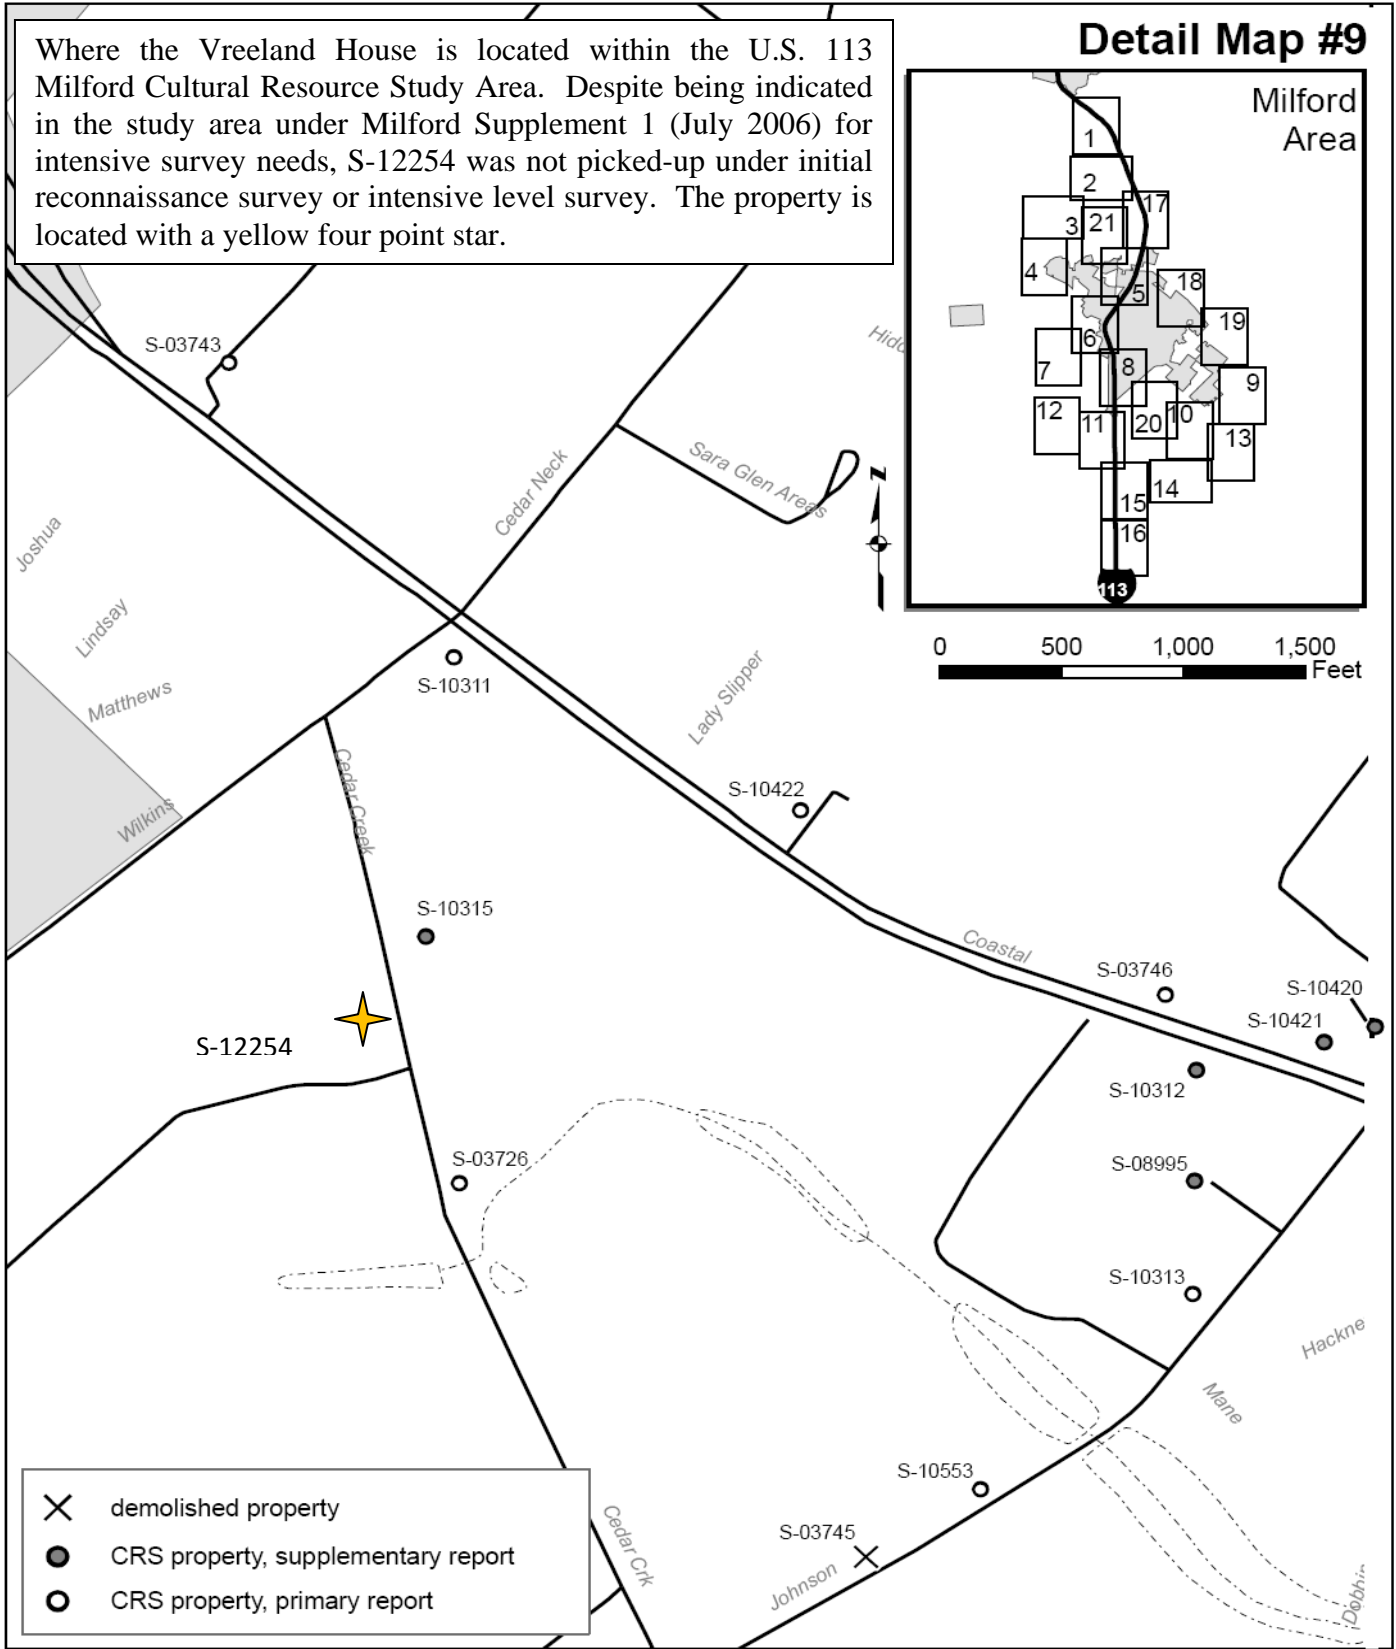 Where the Vreeland House is located within the U.S. 113
Milford Cultural Resource Study Area. Despite being indicated
in the study area under Milford Supplement 1 (July 2006) for
intensive survey needs, S-12254 was not picked-up under initial
reconnaissance survey or intensive level survey. The property is
located with a yellow four point star.
Detail Map #9
Milford
Area
1
2
17
3
21
4
5
18
19
6
7
8
9
12
11
20
10
13
15
14
16
113
0 500 1,000 1,500
Feet
z
S-03743
Cedar Neck
Sara Glen Areas
Joshua
Lindsay
Matthews
Wilkins
S-10311
Lady Slipper
Cedar Creek
S-10422
S-10315
Coastal
S-03746
S-10420
S-10421
S-12254
S-10312
S-03726
S-08995
S-10313
Hackne
Mane
S-10553
S-03745
Johnson
Cedar Crk
demolished property
CRS property, supplementary report
CRS property, primary report